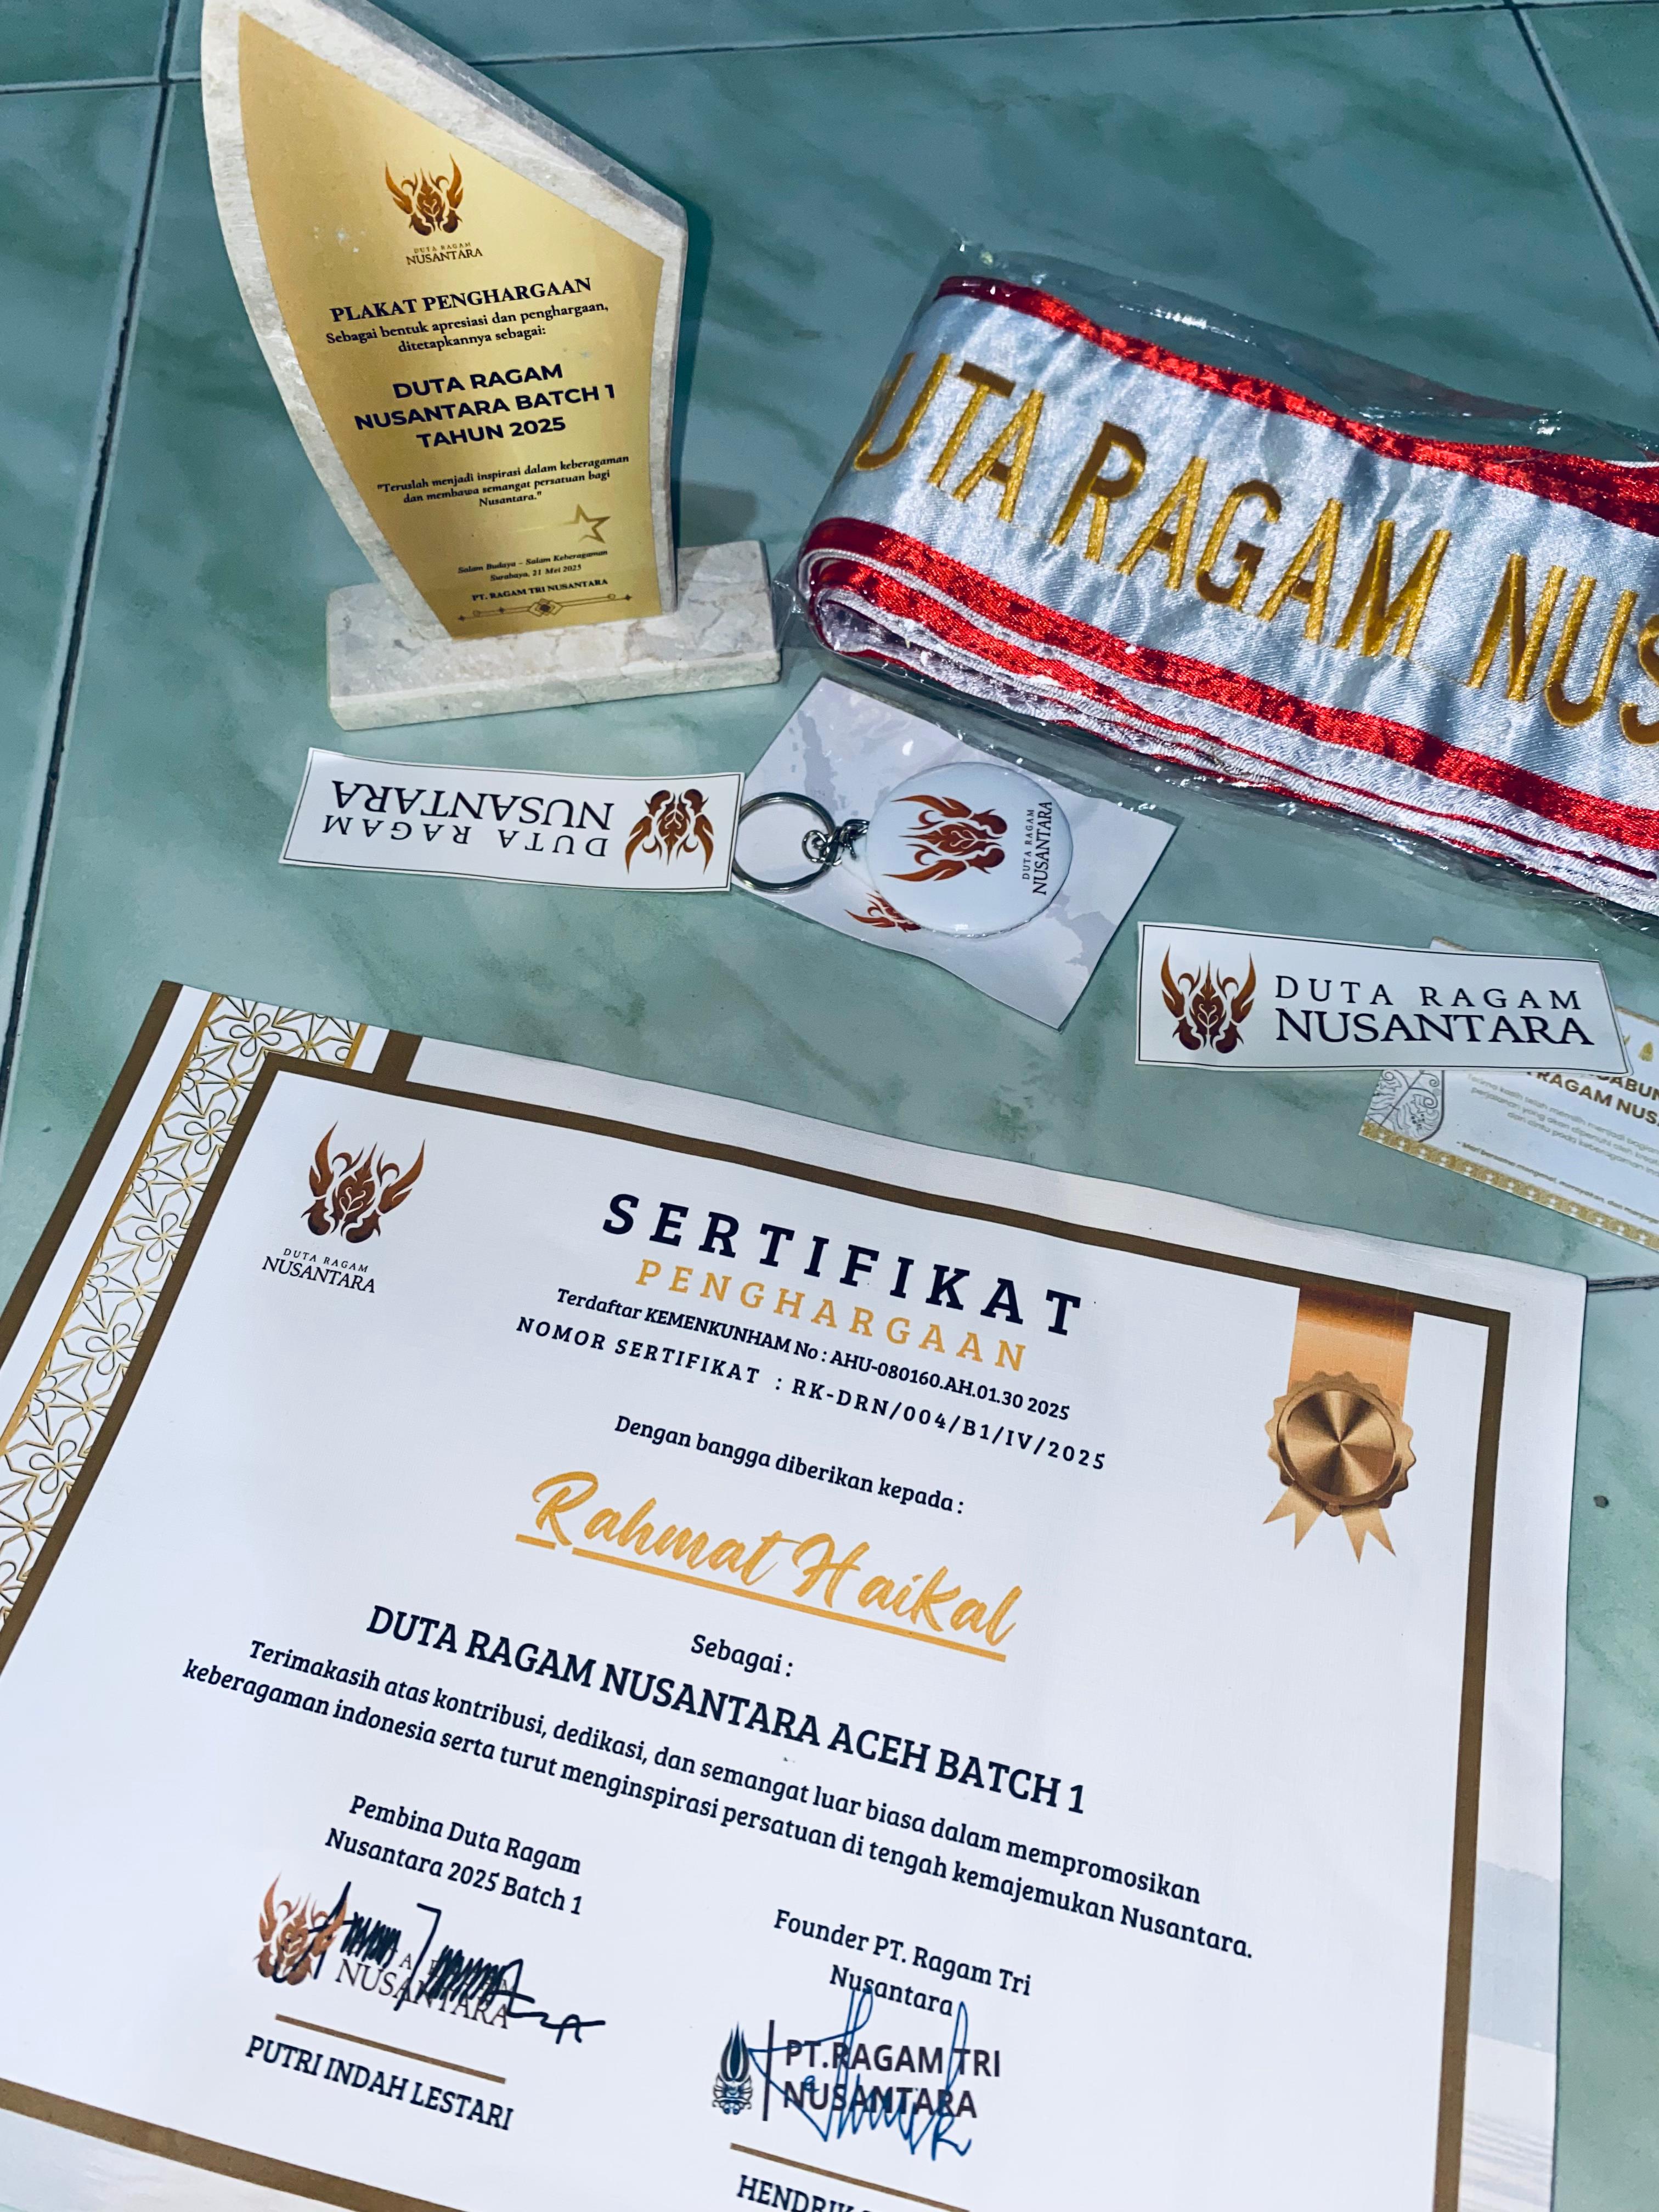 DUTA RAGAM
NUSANTARA
PLAKAT PENGHARGAAN
Sebagai bentuk apresiasi dan penghargaan,
ditetapkannya sebagai:
DUTA RAGAM
NUSANTARA BATCH 1
TAHUN 2025
"Teruslah menjadi inspirasi dalam keberagaman
dan membawa semangat persatuan bagi
Nusantara."
Salam Budaya – Salam Keberagaman
Surabaya, 21 Mei 2025
PT. RAGAM TRI NUSANTARA
DUTA RAGAM NUS
DUTA RAGAM
NUSANTARA
DUTA RAGAM
NUSANTARA
DUTA RAGAM
NUSANTARA
RAGAM NUS
DUTA RAGAM
NUSANTARA
SERTIFIKAT
PENGHARGAAN
Terdaftar KEMENKUNHAM No : AHU-080160.AH.01.30 2025
NOMOR SERTIFIKAT : RK-DRN/004/B1/IV/2025
Dengan bangga diberikan kepada :
Rahmat Haikal
Sebagai :
DUTA RAGAM NUSANTARA ACEH BATCH 1
Terimakasih atas kontribusi, dedikasi, dan semangat luar biasa dalam mempromosikan
keberagaman indonesia serta turut menginspirasi persatuan di tengah kemajemukan Nusantara.
Pembina Duta Ragam
Nusantara 2025 Batch 1
NUSANTARA
PUTRI INDAH LESTARI
Founder PT. Ragam Tri
Nusantara
PT.RAGAM TRI
NUSANTARA
HENDRIK